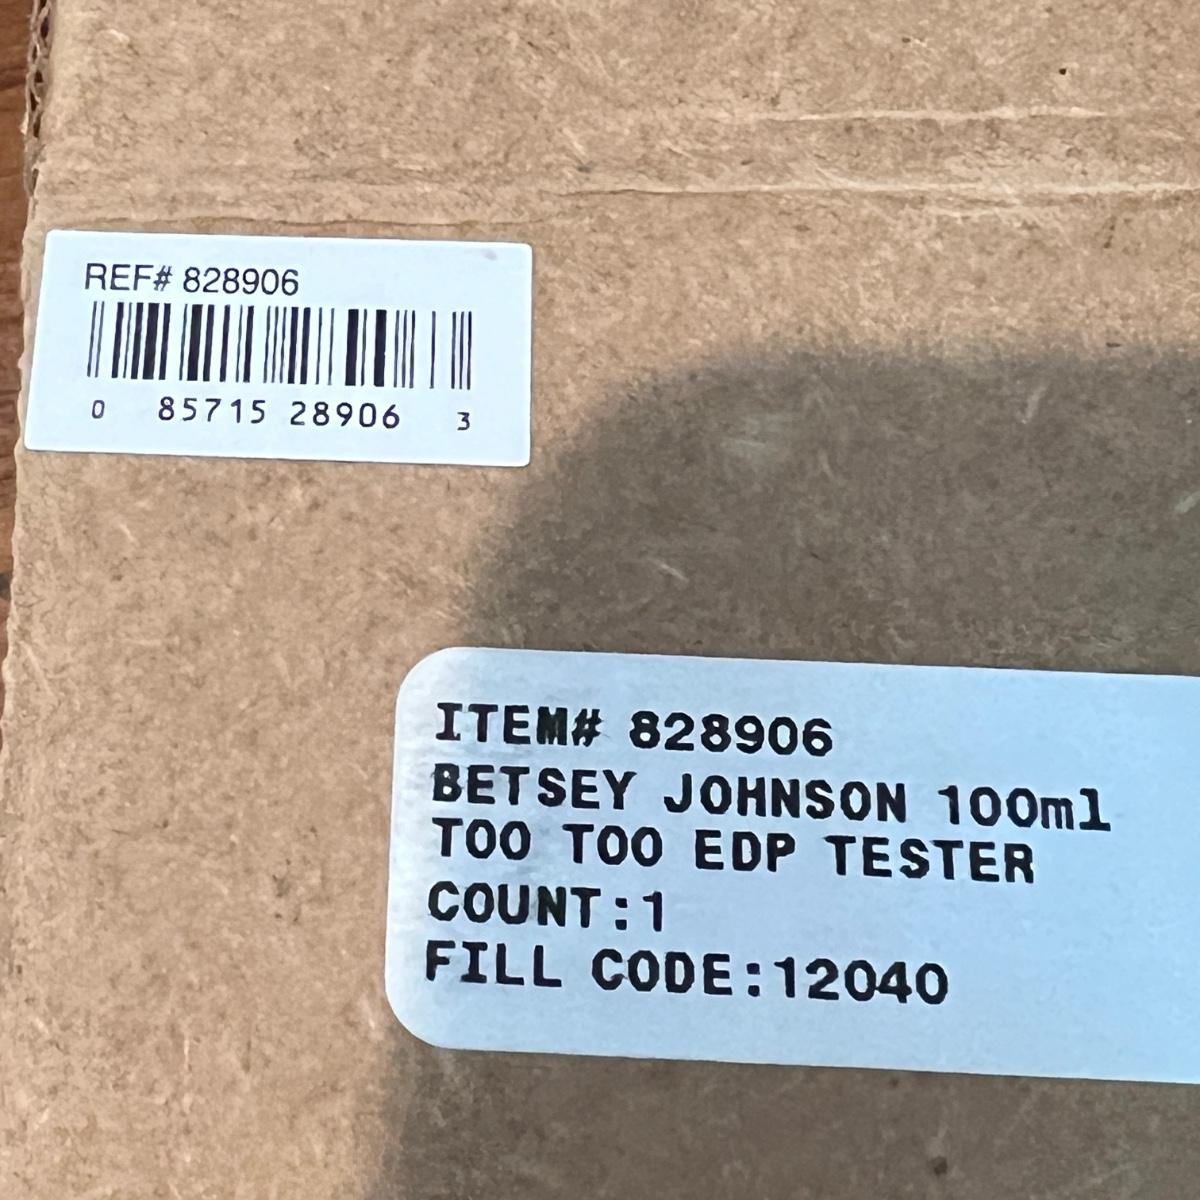 REF# 828906
0 85715 28906 3
ITEM# 828906
BETSEY JOHNSON 100ml
TOO TOO EDP TESTER
COUNT:1
FILL CODE:12040